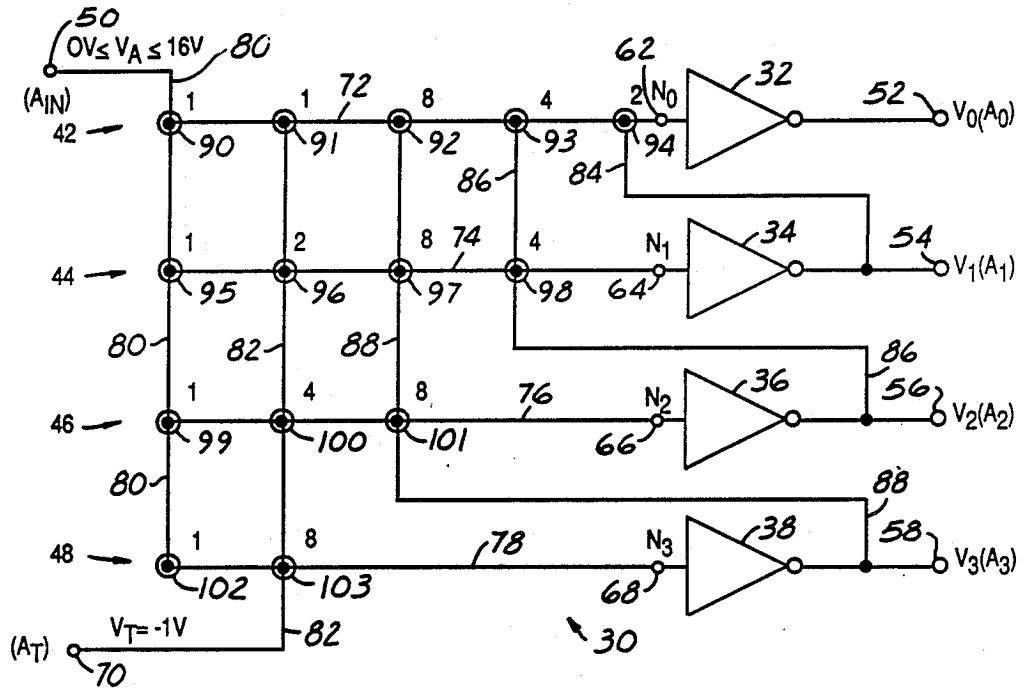 50
0V ≤ VA ≤ 16V 80
(AIN)
62 32 52
1 1 72 8 4 2 N0 V0(A0)
42 90 91 92 93 94
86 84
34 54
1 2 8 74 4 N1 V1(A1)
44 95 96 97 98 64
80 82 88 36 86 56
1 4 8 76 N2 V2(A2)
46 99 100 101 66
80 38 88 58
1 8 78 N3 V3(A3)
48 102 103 68
VT = -1V 82 30
(AT)
70